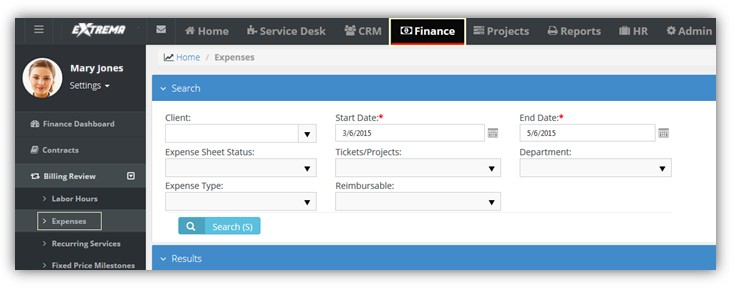 EXTREMA Home Service Desk CRM Finance Projects Reports HR Admin
Mary Jones
Settings
Home / Expenses
Search
Client: Start Date:* End Date:*
3/6/2015 5/6/2015
Finance Dashboard
Expense Sheet Status: Tickets/Projects: Department:
Contracts
Billing Review
Expense Type: Reimbursable:
Labor Hours
Expenses
Search (S)
Recurring Services
Results
Fixed Price Milestones